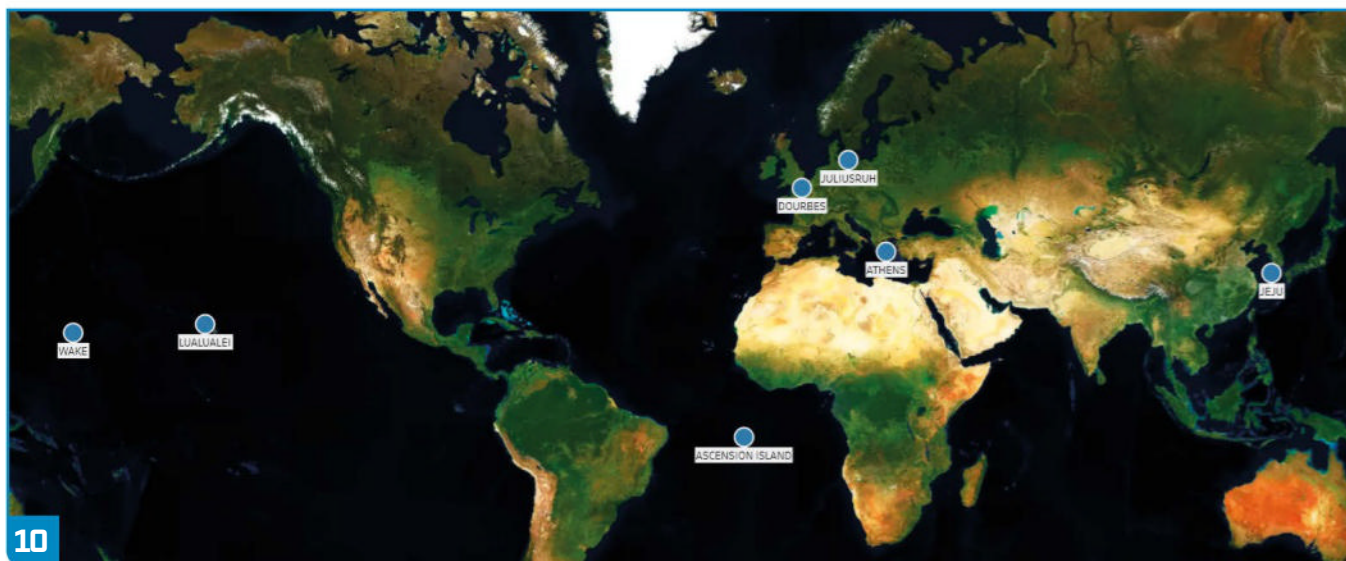 JULIUSRUH
DOURBES
ATHENS
JEJU
LUALUALEI
WAKE
ASCENSION ISLAND
10